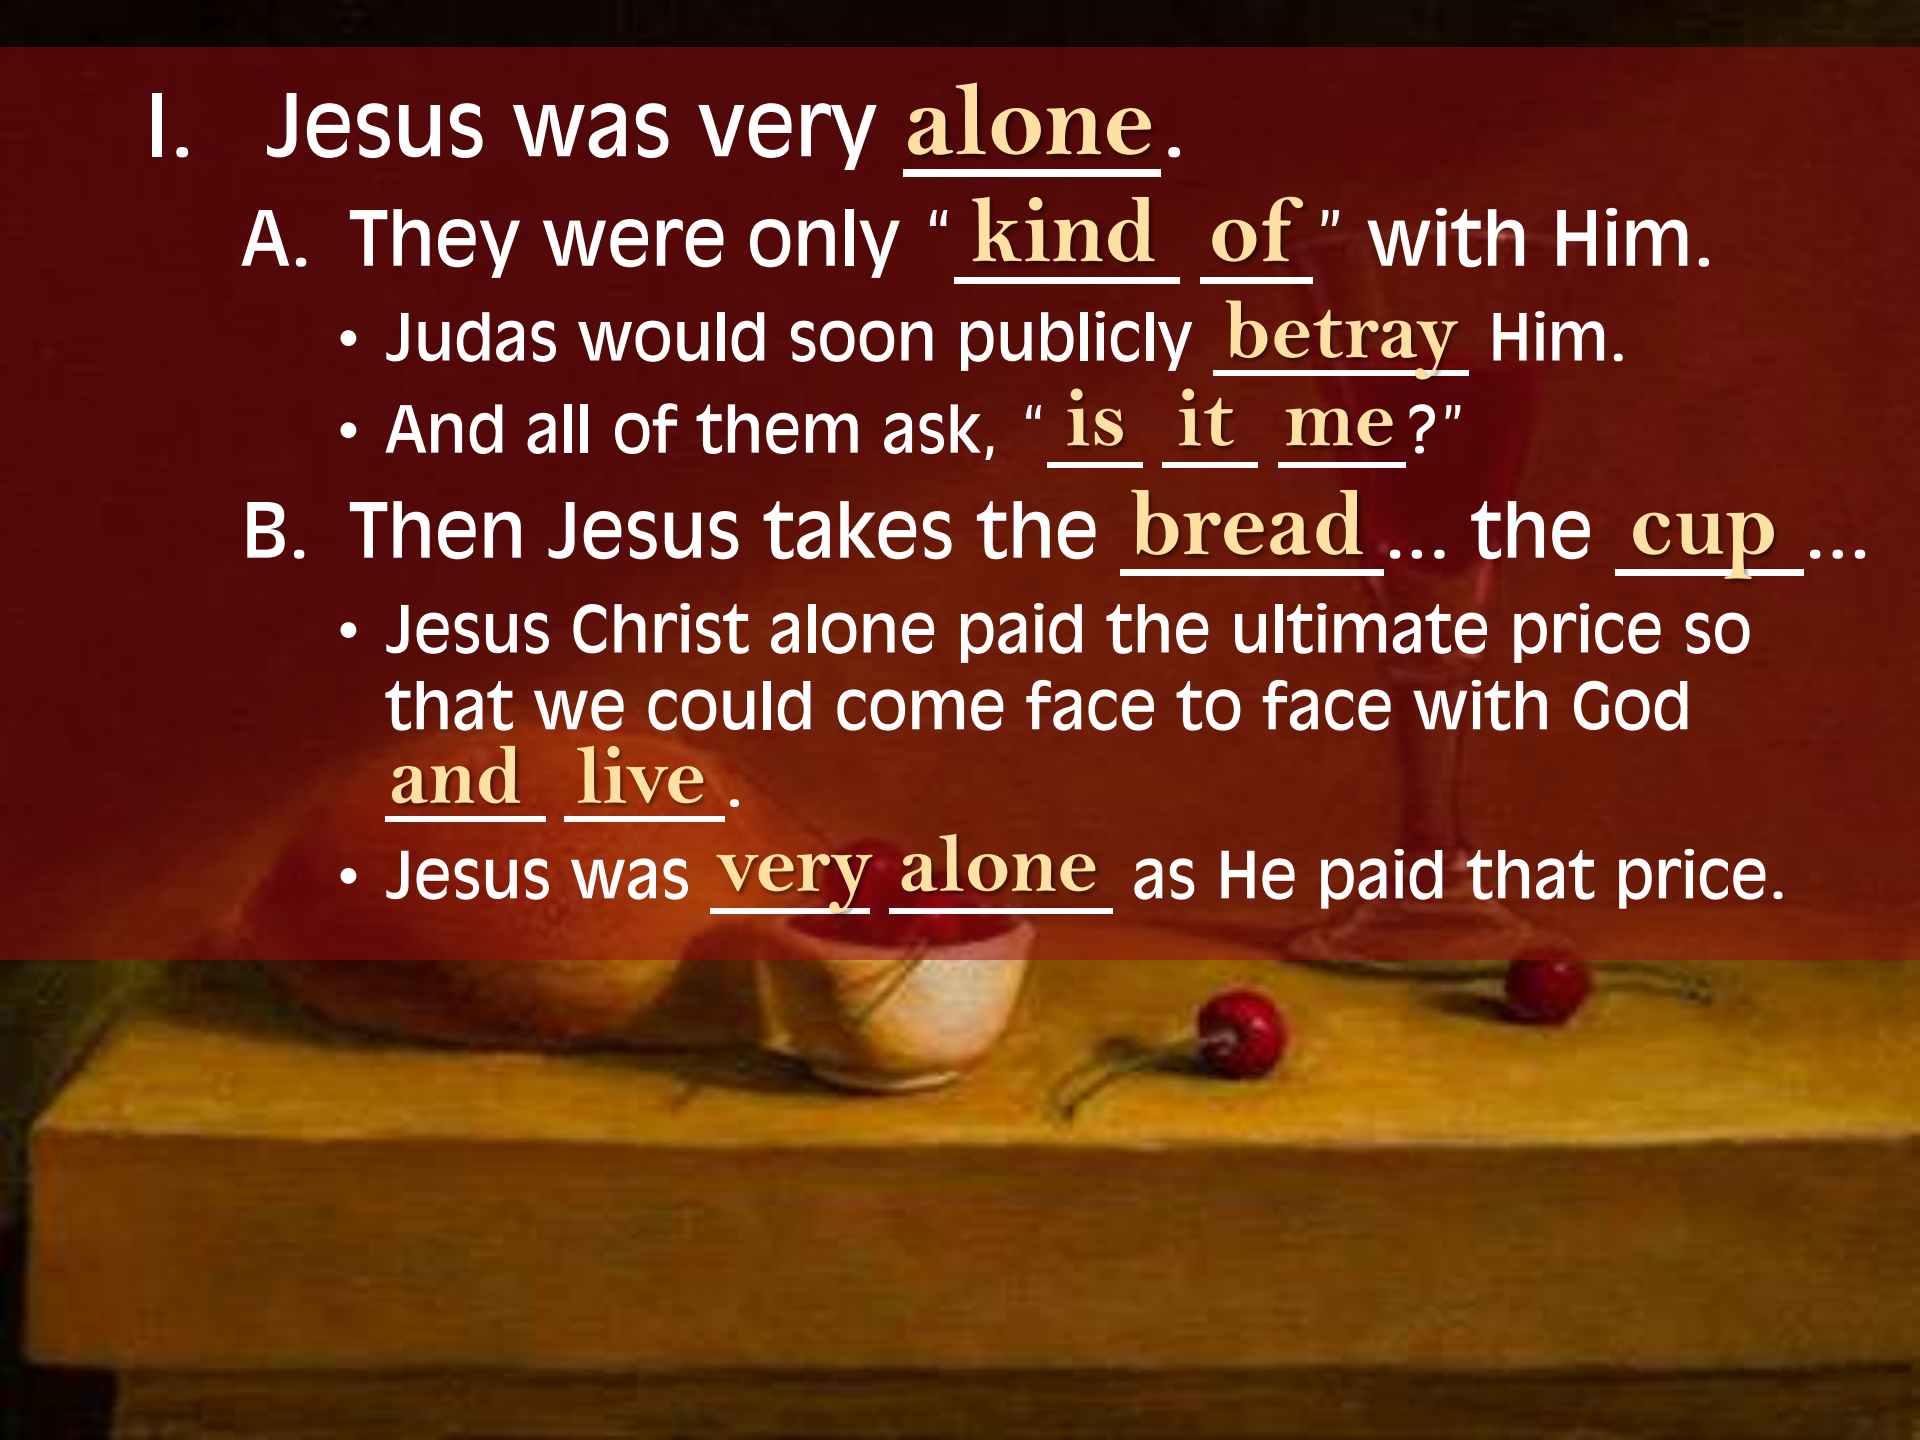 I. Jesus was very alone.
A. They were only “kind of” with Him.
• Judas would soon publicly betray Him.
• And all of them ask, “is it me?”
B. Then Jesus takes the bread... the cup...
• Jesus Christ alone paid the ultimate price so
that we could come face to face with God
and live.
• Jesus was very alone as He paid that price.